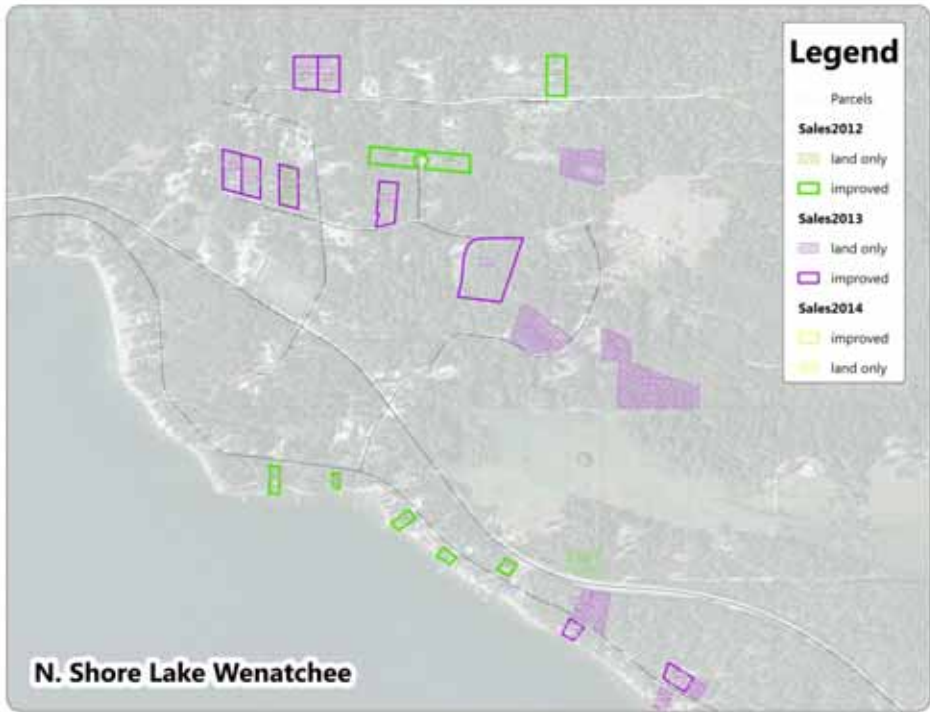 Legend
Parcels
Sales2012
land only
improved
Sales2013
land only
improved
Sales2014
improved
land only
N. Shore Lake Wenatchee